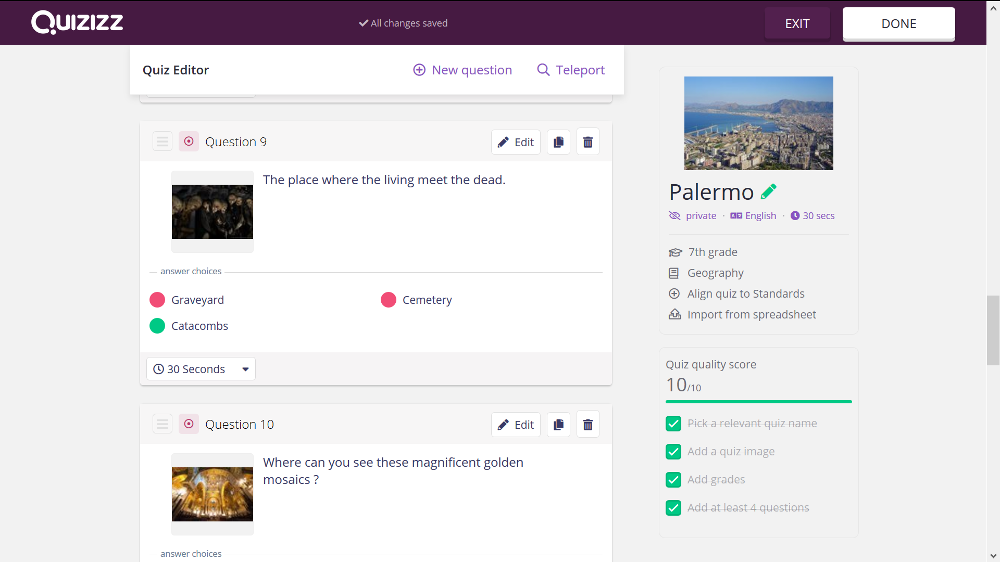 QUIZIZZ
All changes saved
EXIT
DONE
Quiz Editor
New question
Teleport
Question 9
Edit
The place where the living meet the dead.
answer choices
Graveyard
Cemetery
Catacombs
30 Seconds
Question 10
Edit
Where can you see these magnificent golden
mosaics ?
answer choices
Palermo
private · English · 30 secs
7th grade
Geography
Align quiz to Standards
Import from spreadsheet
Quiz quality score
10/10
Pick a relevant quiz name
Add a quiz image
Add grades
Add at least 4 questions